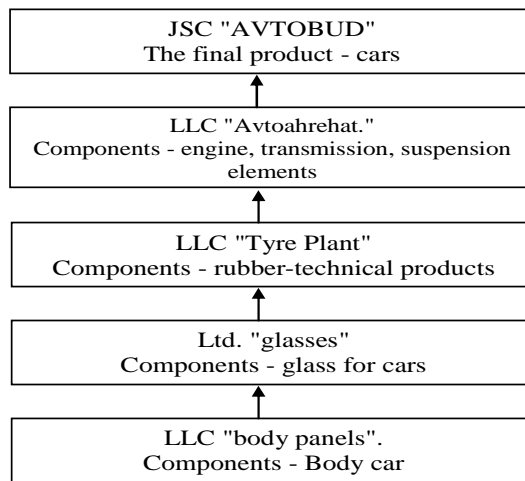 JSC "AVTOBUD"
The final product - cars
LLC "Avtoahrehat."
Components - engine, transmission, suspension
elements
LLC "Tyre Plant"
Components - rubber-technical products
Ltd. "glasses"
Components - glass for cars
LLC "body panels".
Components - Body car